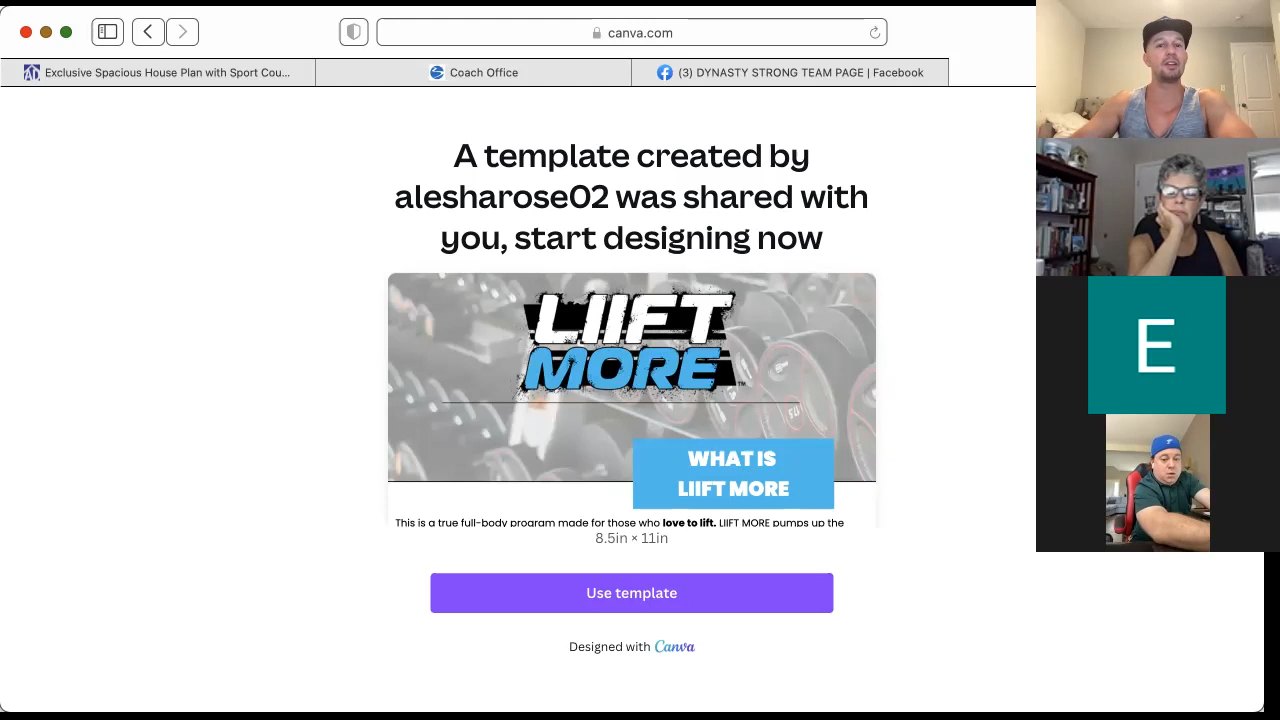 canva.com
Exclusive Spacious House Plan with Sport Cou...
Coach Office
(3) DYNASTY STRONG TEAM PAGE | Facebook
A template created by
alesharose02 was shared with
you, start designing now
LIIFT
MORE™
WHAT IS
LIIFT MORE
This is a true full-body program made for those who love to lift. LIIFT MORE pumps up the
8.5in × 11in
Use template
Designed with Canva
E